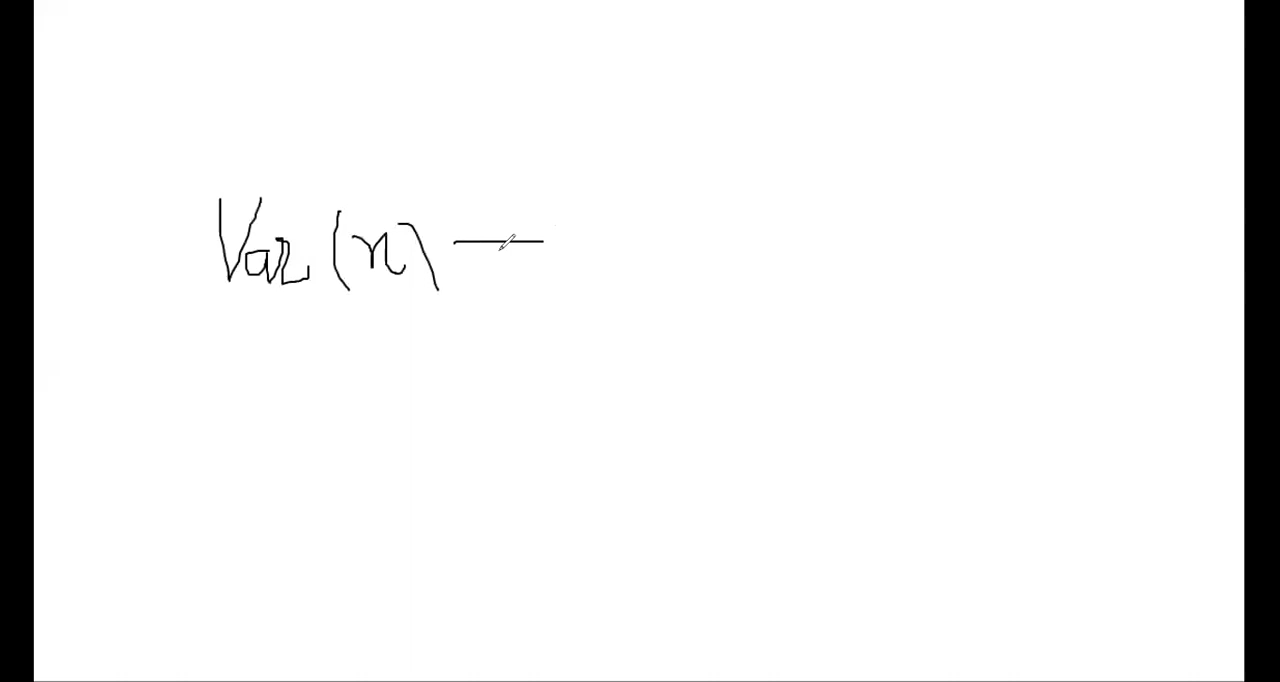 Var (x) —